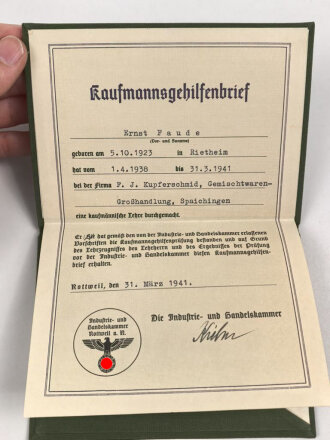 Kaufmannsgehilfenbrief
Ernst Faude
(Vor- und Zuname)
geboren am 5.10.1923 in Rietheim
hat vom 1.4.1938 bis 31.3.1941
bei der Firma F. J. Kupferschmid, Gemischtwaren-
Großhandlung, Spaichingen
eine kaufmännische Lehre durchgemacht.
Er hat gemäß den von der Industrie- und Handelskammer erlassenen
Vorschriften die Kaufmannsgehilfenprüfung bestanden und auf Grund
des Lehrzeugnisses des Lehrherrn und des Ergebnisses der Prüfung
vor der Industrie- und Handelskammer diesen Kaufmannsgehilfen-
brief erhalten.
Rottweil, den 31. März 1941.
Die Industrie- und Handelskammer
Industrie- und
Handelskammer
Rottweil a. N.